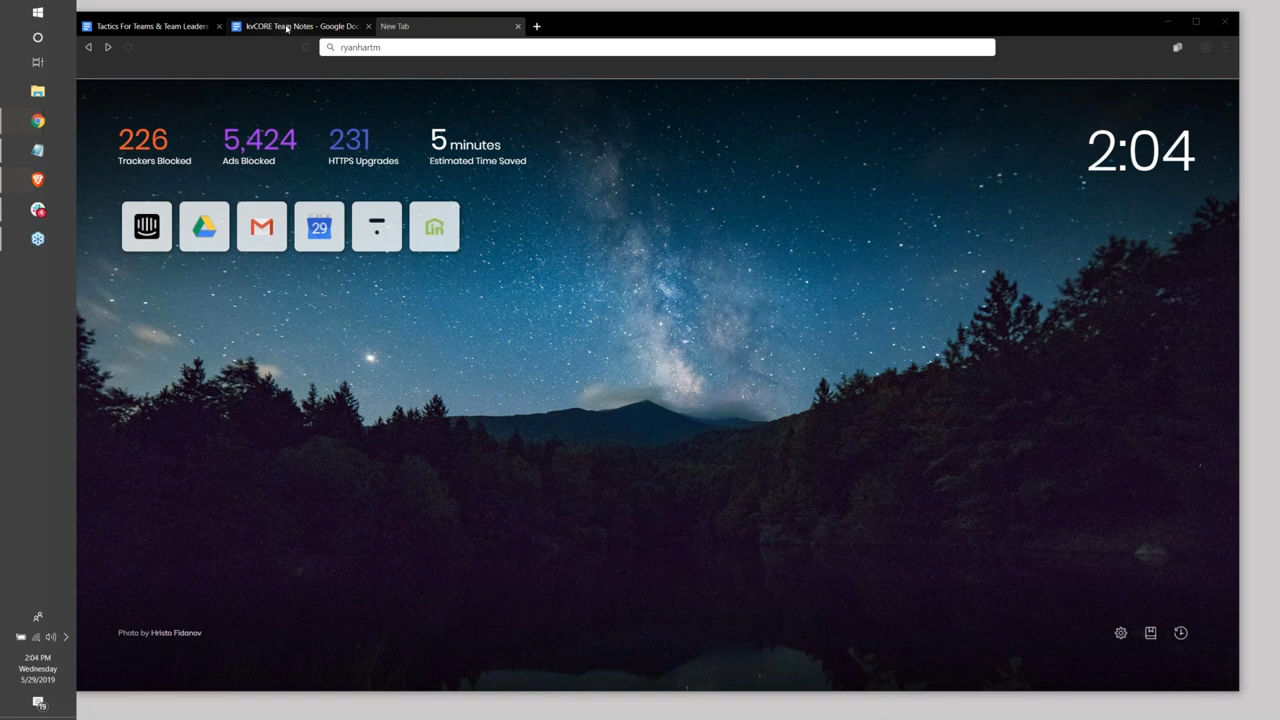 Tactics For Teams & Team Leaders
kvCORE Team Notes - Google Doc
New Tab
ryanhartm
226
Trackers Blocked
5,424
Ads Blocked
231
HTTPS Upgrades
5 minutes
Estimated Time Saved
2:04
29
in
Photo by Hristo Fidanov
2:04 PM
Wednesday
5/29/2019
19